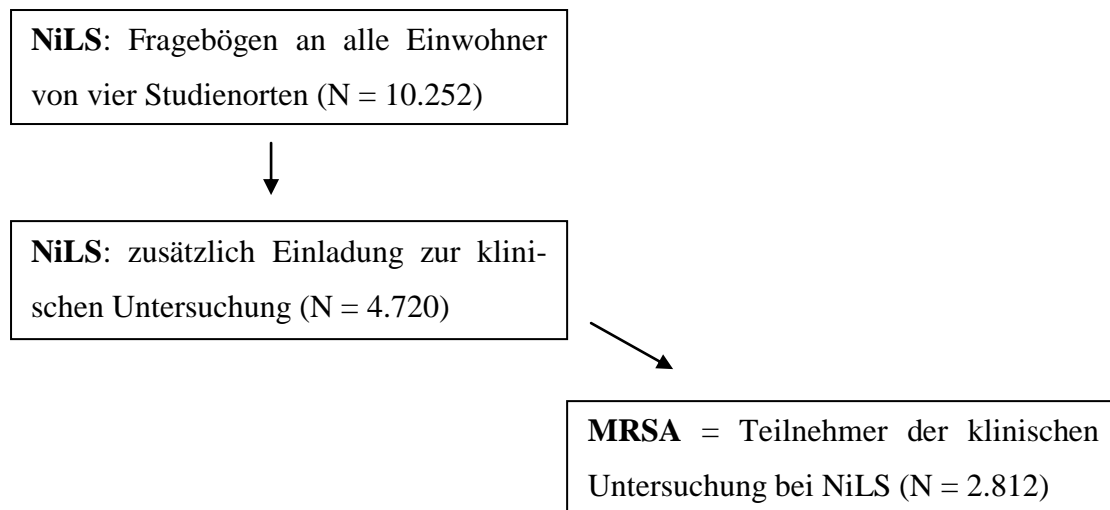 NiLS: Fragebögen an alle Einwohner
von vier Studienorten (N = 10.252)
NiLS: zusätzlich Einladung zur klini-
schen Untersuchung (N = 4.720)
MRSA = Teilnehmer der klinischen
Untersuchung bei NiLS (N = 2.812)